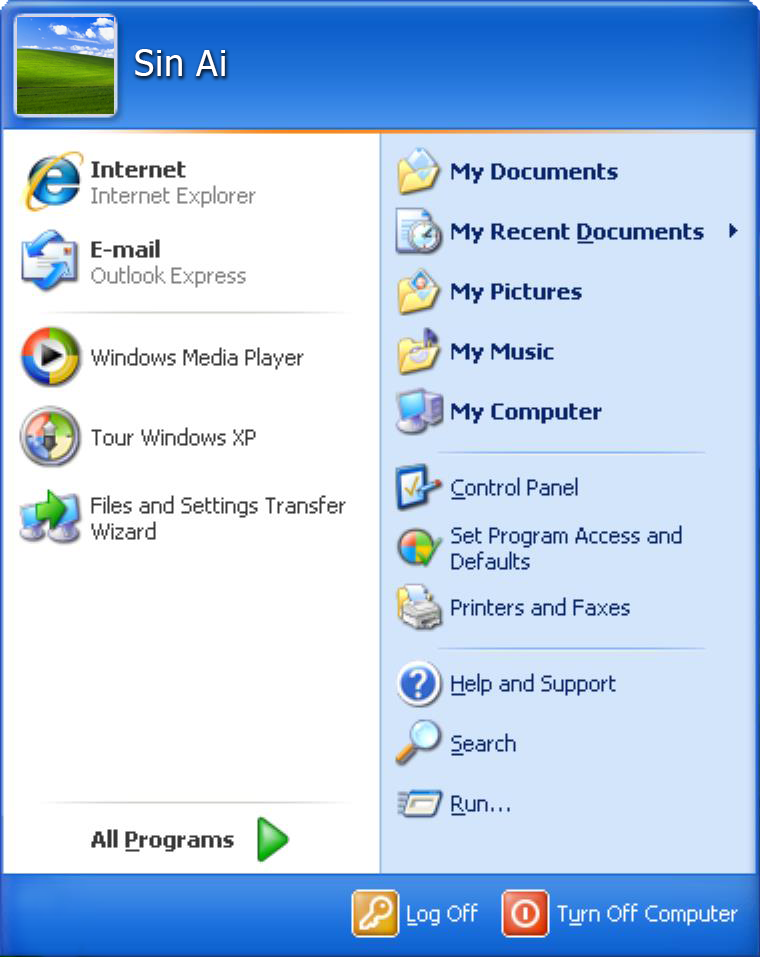 Sin Ai
Internet
Internet Explorer
E-mail
Outlook Express
Windows Media Player
Tour Windows XP
Files and Settings Transfer
Wizard
All Programs
My Documents
My Recent Documents
My Pictures
My Music
My Computer
Control Panel
Set Program Access and
Defaults
Printers and Faxes
Help and Support
Search
Run...
Log Off
Turn Off Computer